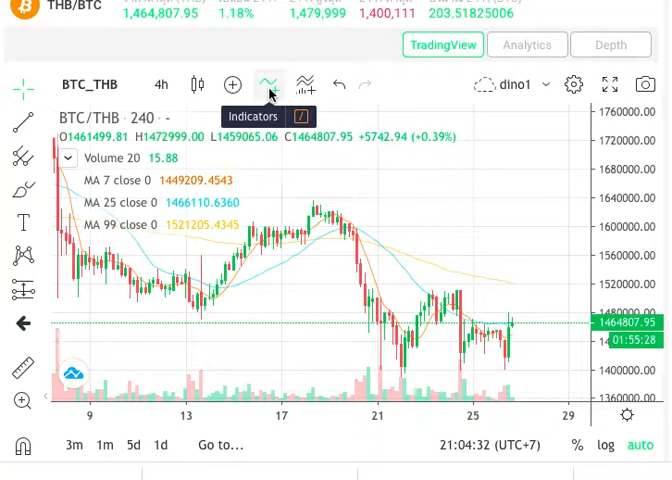 THB/BTC
1,464,807.95 1.18% 1,479,999 1,400,111 203.51825006
TradingView Analytics Depth
BTC_THB 4h dino1
Indicators /
BTC/THB · 240 · -
O1461499.81 H1472999.00 L1459065.06 C1464807.95 +5742.94 (+0.39%)
Volume 20 15.88
MA 7 close 0 1449209.4543
MA 25 close 0 1466110.6360
MA 99 close 0 1521205.4345
1760000.00
1720000.00
1680000.00
1640000.00
1600000.00
1560000.00
1520000.00
1480000.00
1464807.95
01:55:28
1400000.00
1360000.00
9 13 17 21 25 29
3m 1m 5d 1d Go to... 21:04:32 (UTC+7) % log auto